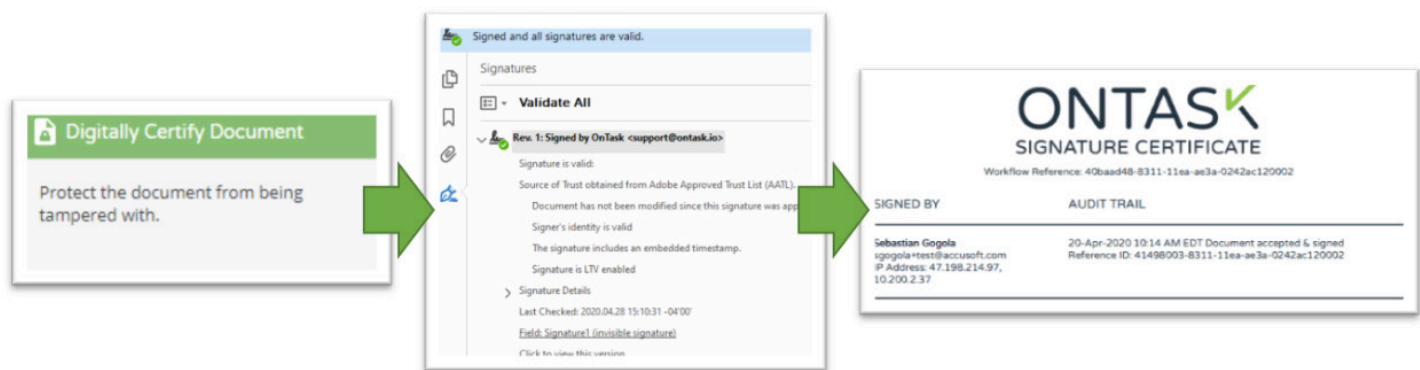 Digitally Certify Document
Protect the document from being
tampered with.
Signed and all signatures are valid.
Signatures
Validate All
Rev. 1: Signed by OnTask <support@ontask.io>
Signature is valid:
Source of Trust obtained from Adobe Approved Trust List (AATL).
Document has not been modified since this signature was app
Signer's identity is valid
The signature includes an embedded timestamp.
Signature is LTV enabled
Signature Details
Last Checked: 2020.04.28 15:10:31 -04'00'
Field: Signature1 (invisible signature)
Click to view this version
ONTASK
SIGNATURE CERTIFICATE
Workflow Reference: 40baad48-8311-11ea-ae3a-0242ac120002
SIGNED BY AUDIT TRAIL
Sebastian Gogola 20-Apr-2020 10:14 AM EDT Document accepted & signed
sgogola+test@accusoft.com Reference ID: 41498003-8311-11ea-ae3a-0242ac120002
IP Address: 47.198.214.97,
10.200.2.37